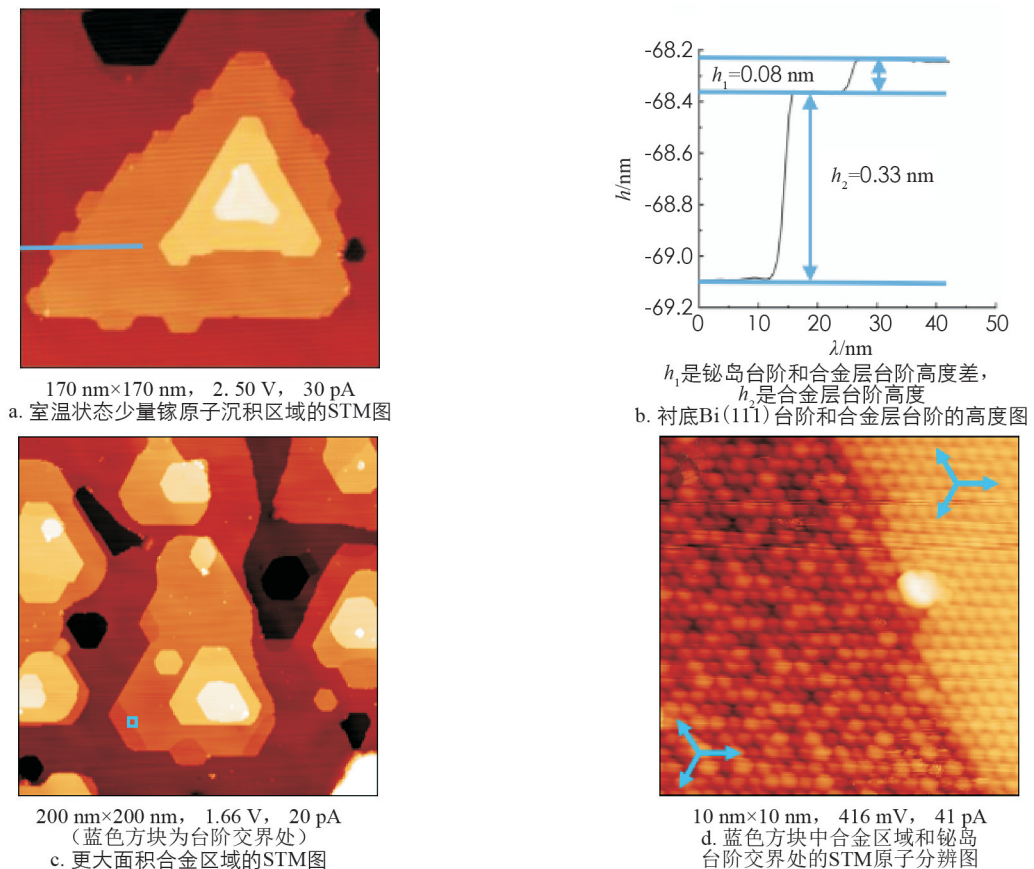 170 nm×170 nm， 2. 50 V， 30 pA
a. 室温状态少量镓原子沉积区域的STM图
-68.2
-68.4
-68.6
-68.8
-69.0
-69.2
h/nm
h₁=0.08 nm
h₂=0.33 nm
0 10 20 30 40 50
λ/nm
h₁是铋岛台阶和合金层台阶高度差，
h₂是合金层台阶高度
b. 衬底Bi(111)台阶和合金层台阶的高度图
200 nm×200 nm， 1.66 V， 20 pA
（蓝色方块为台阶交界处）
c. 更大面积合金区域的STM图
10 nm×10 nm， 416 mV， 41 pA
d. 蓝色方块中合金区域和铋岛
台阶交界处的STM原子分辨图